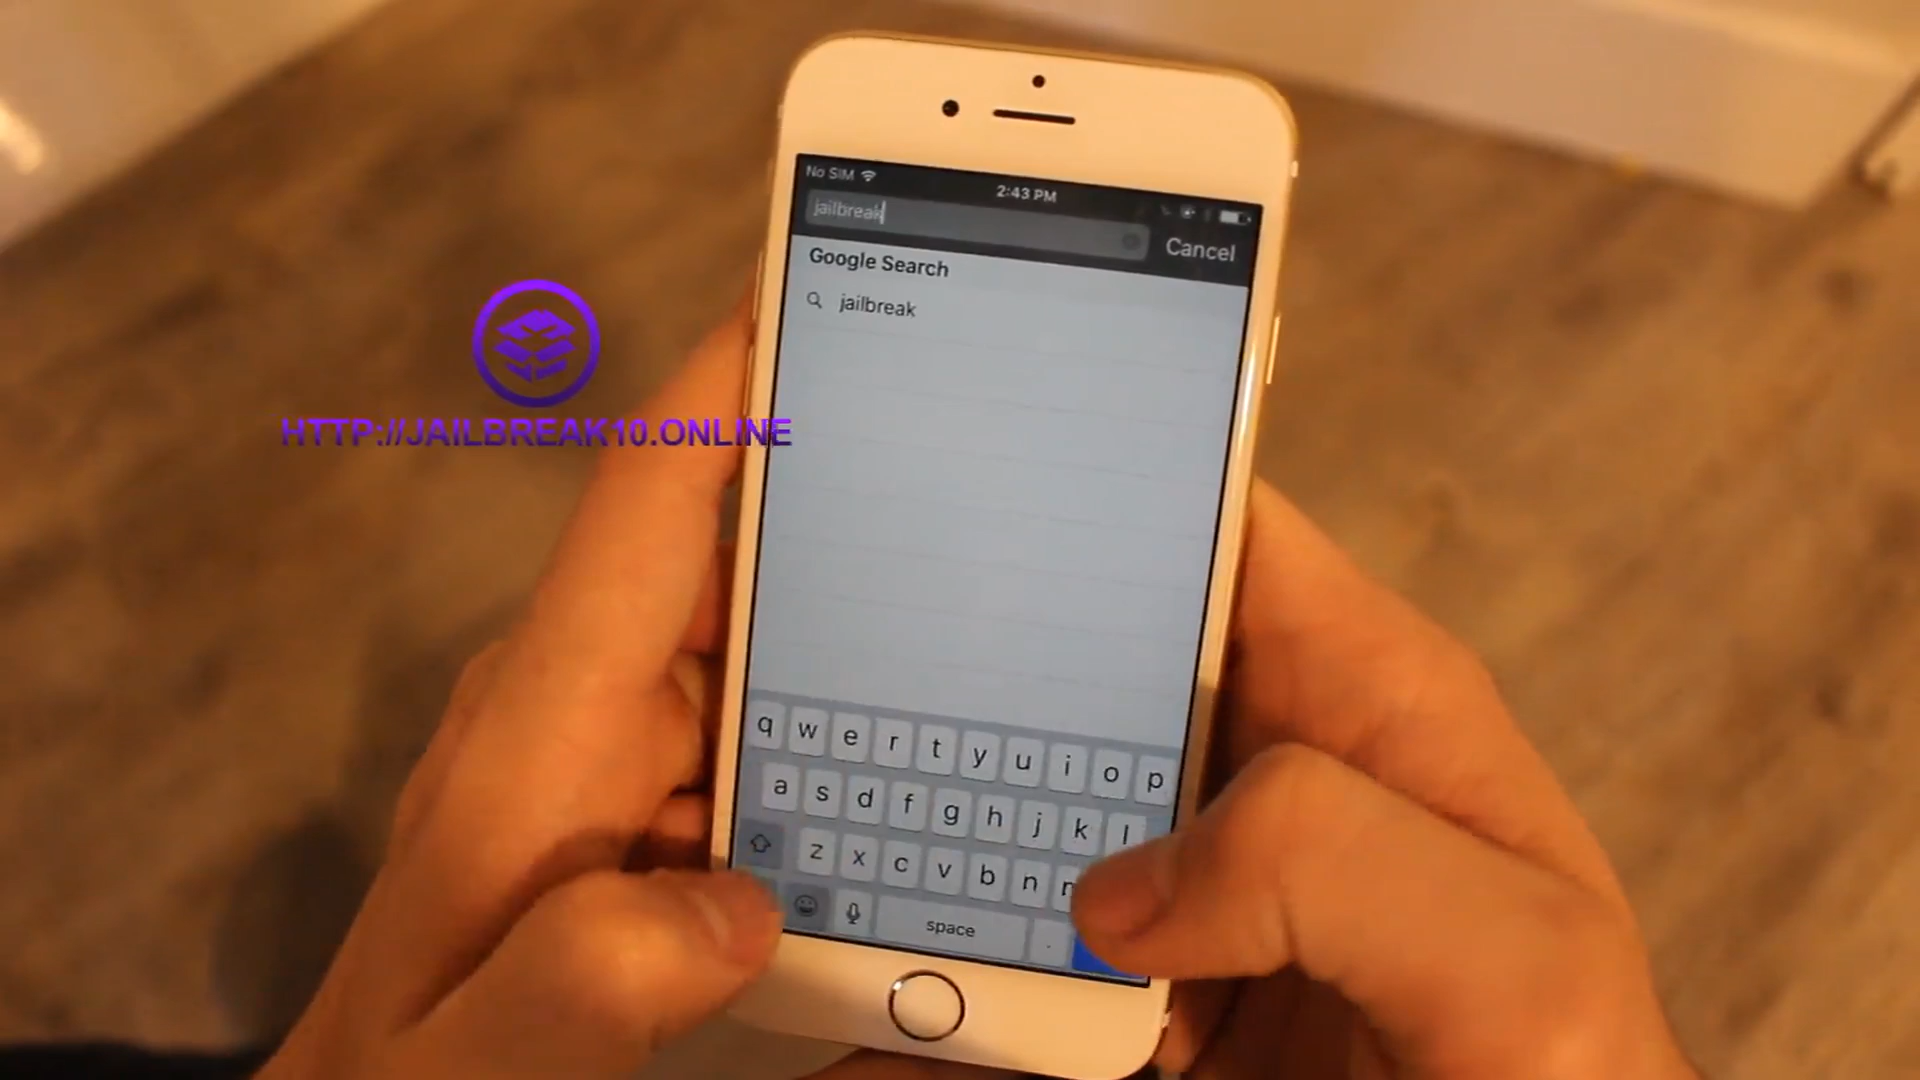 No SIM
2:43 PM
jailbreak
Cancel
Google Search
jailbreak
HTTP://JAILBREAK10.ONLINE
q w e r t y u i o p
a s d f g h j k l
z x c v b n
space
.